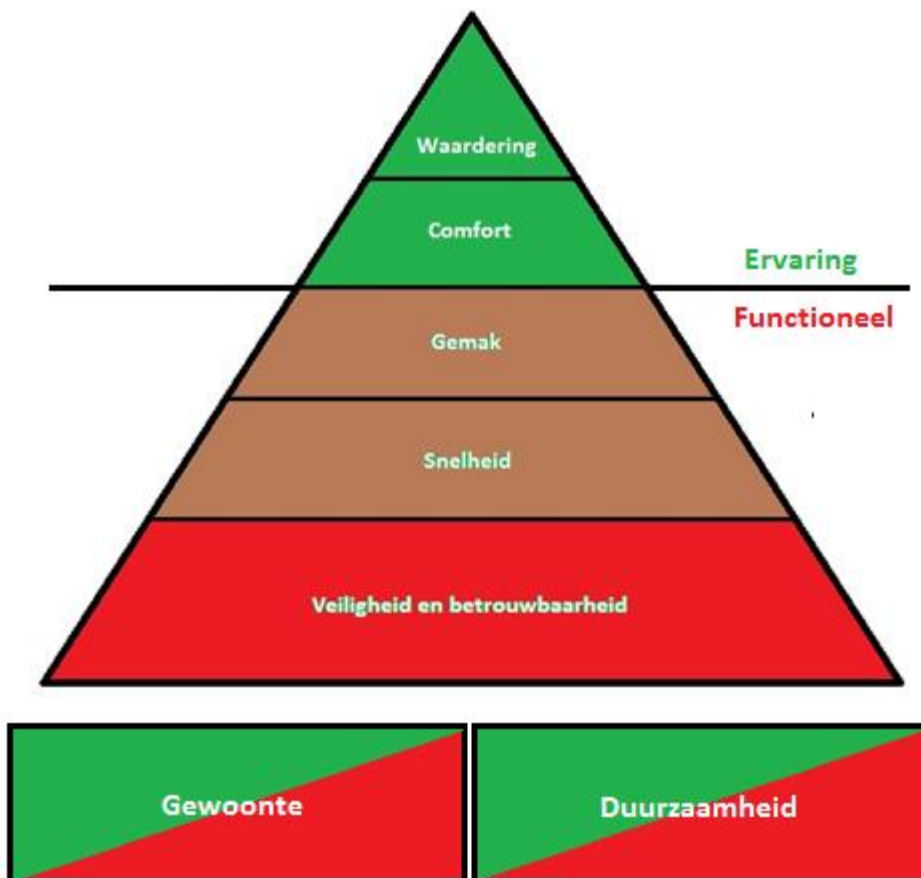 Waardering
Comfort
Ervaring
Functioneel
Gemak
Snelheid
Veiligheid en betrouwbaarheid
Gewoonte
Duurzaamheid